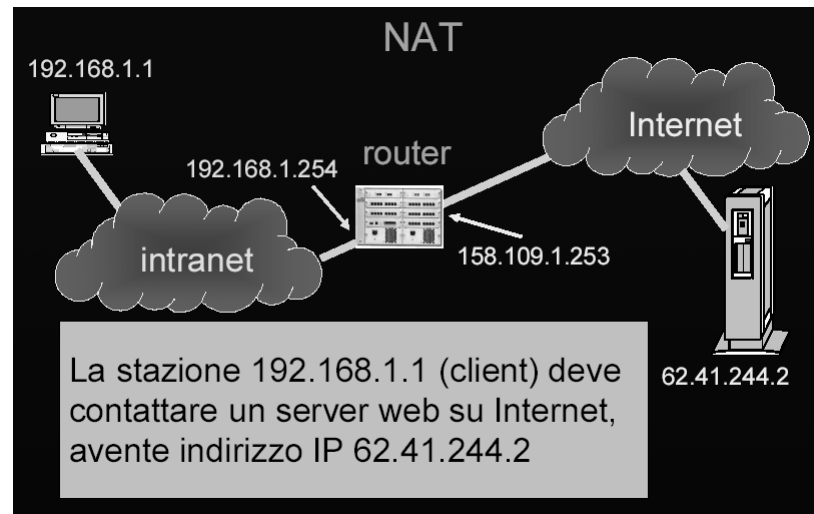 NAT
192.168.1.1
Internet
router
192.168.1.254
intranet
158.109.1.253
62.41.244.2
La stazione 192.168.1.1 (client) deve
contattare un server web su Internet,
avente indirizzo IP 62.41.244.2